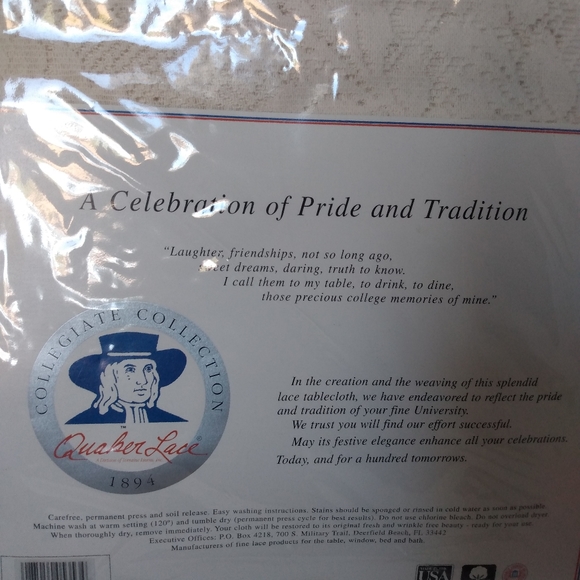 A Celebration of Pride and Tradition
"Laughter, friendships, not so long ago,
sweet dreams, daring, truth to know.
I call them to my table, to drink, to dine,
those precious college memories of mine."
COLLEGIATE COLLECTION
TM
Quaker Lace
1894
In the creation and the weaving of this splendid
lace tablecloth, we have endeavored to reflect the pride
and tradition of your fine University.
We trust you will find our effort successful.
May its festive elegance enhance all your celebrations.
Today, and for a hundred tomorrows.
Carefree, permanent press and soil release. Easy washing instructions. Stains should be sponged or rinsed in cold water as soon as possible.
Machine wash at warm setting (120°) and tumble dry (permanent press cycle for best results). Do not use chlorine bleach. Do not overload dryer.
When thoroughly dry, remove immediately. Your cloth will be restored to its original fresh and wrinkle free beauty - ready for your use.
Executive Offices: P.O. Box 4218, 700 S. Military Trail, Deerfield Beach, FL 33442
Manufacturers of fine lace products for the table, window, bed and bath.
USA